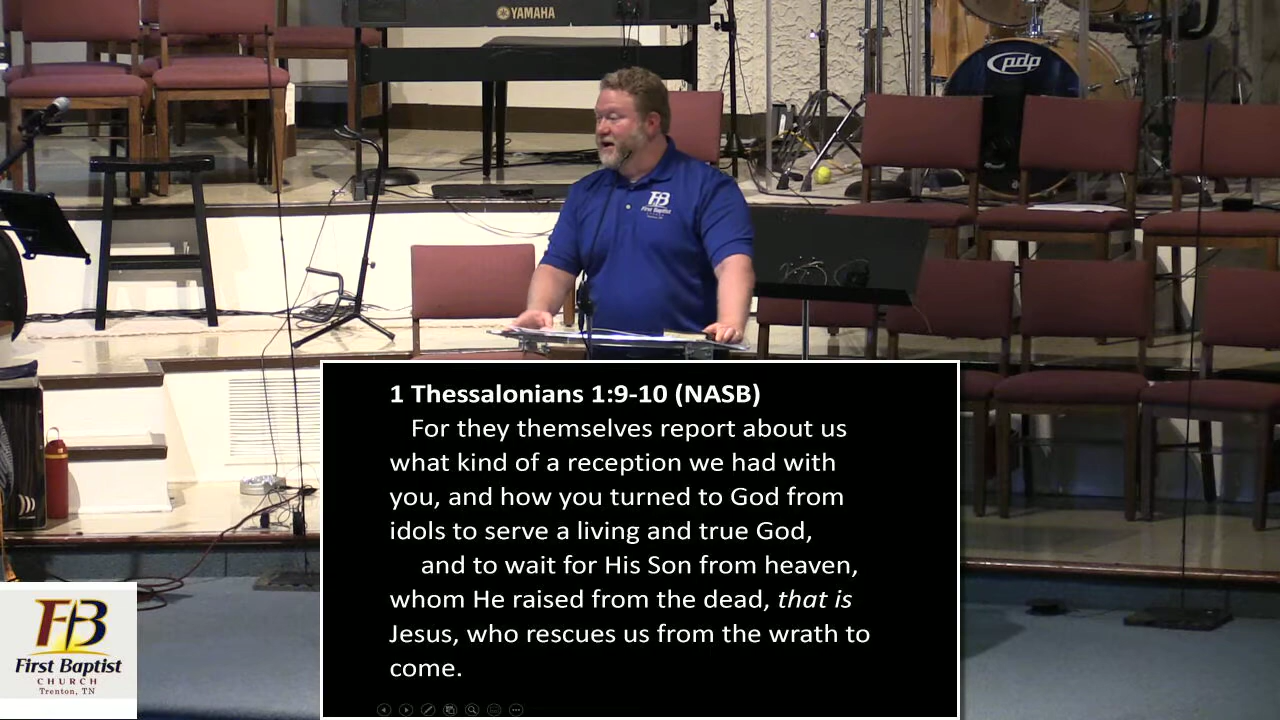 YAMAHA
pdp
FB
First Baptist
1 Thessalonians 1:9-10 (NASB)
For they themselves report about us
what kind of a reception we had with
you, and how you turned to God from
idols to serve a living and true God,
and to wait for His Son from heaven,
whom He raised from the dead, that is
Jesus, who rescues us from the wrath to
come.
FB
First Baptist
CHURCH
Trenton, TN